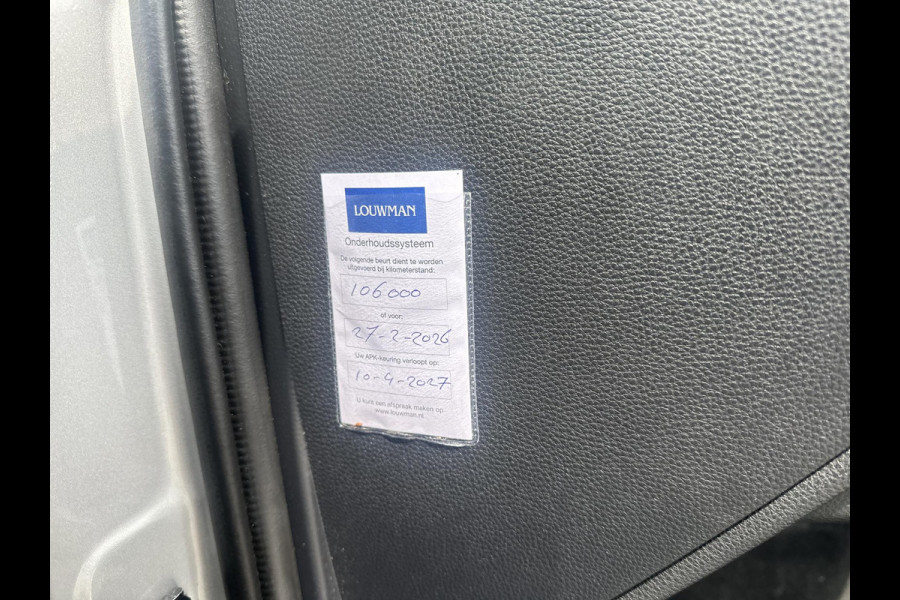 LOUWMAN
Onderhoudssysteem
De volgende beurt dient te worden
uitgevoerd bij kilometerstand:
106000
of voor:
27-2-2026
Uw APK-keuring verloopt op:
10-4-2027
U kunt een afspraak maken op
www.louwman.nl